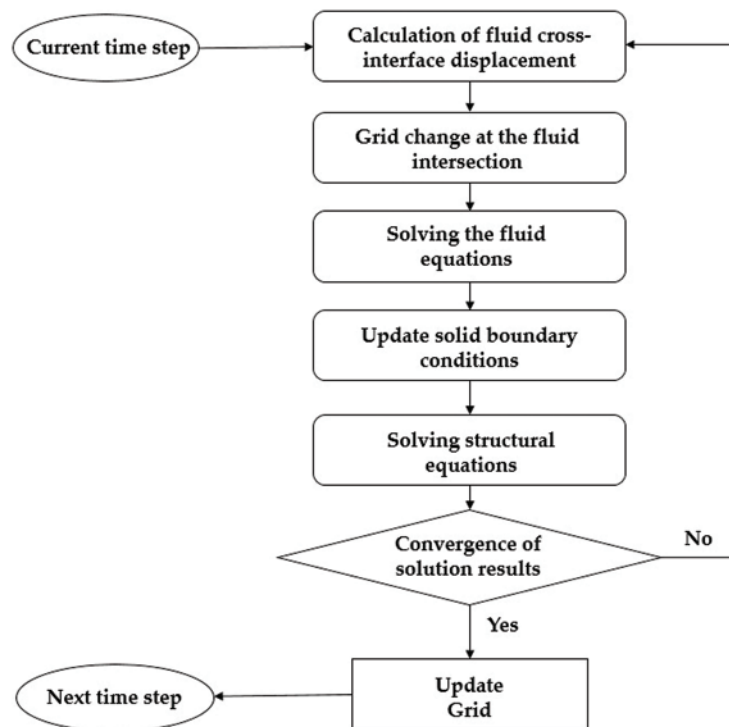 Current time step
Calculation of fluid cross-
interface displacement
Grid change at the fluid
intersection
Solving the fluid
equations
Update solid boundary
conditions
Solving structural
equations
Convergence of
solution results
No
Yes
Update
Grid
Next time step